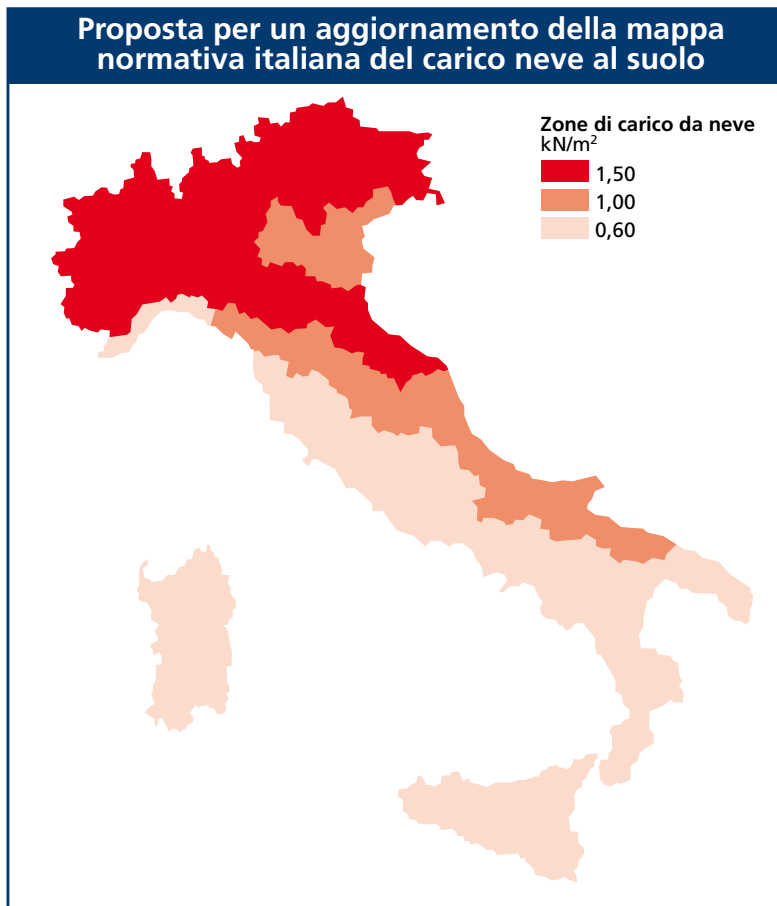 Proposta per un aggiornamento della mappa
normativa italiana del carico neve al suolo
Zone di carico da neve
kN/m²
1,50
1,00
0,60